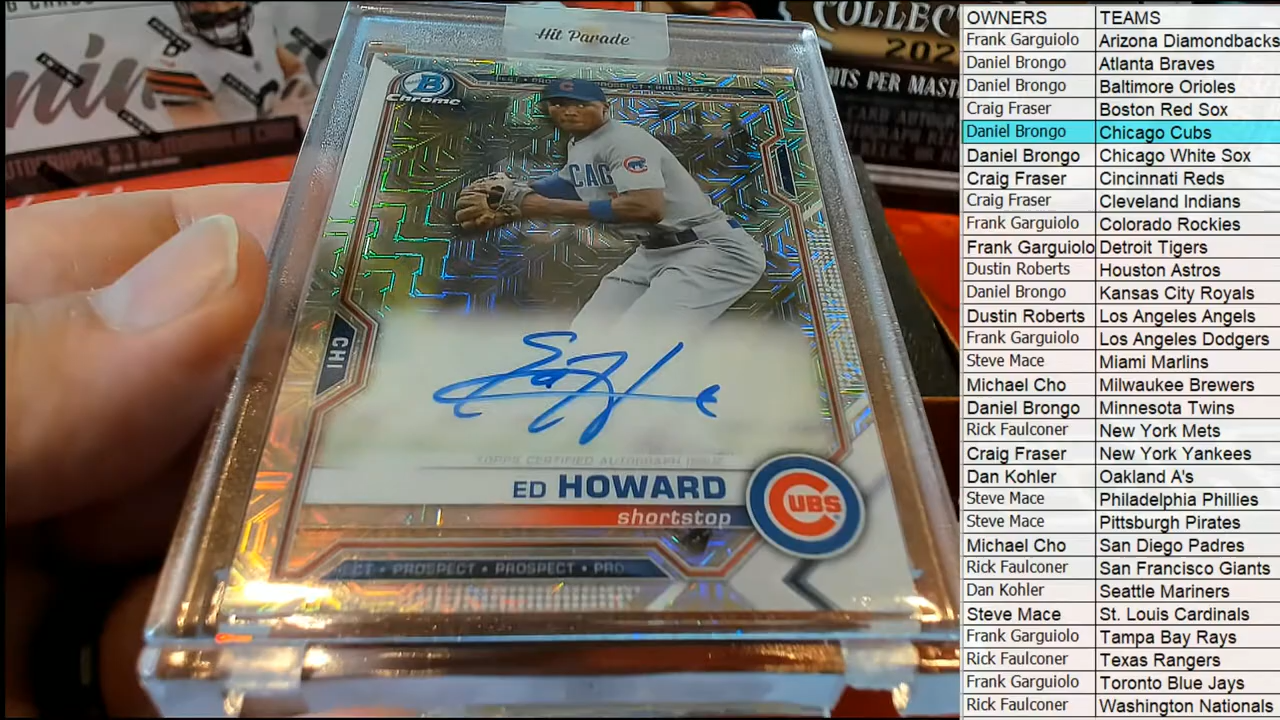 Hit Parade
COLLEC
202
HITS PER MAST
B
Chrome
PROSPECT
CAG
CHI
TOPPS CERTIFIED AUTOGRAPH ISSUE
ED HOWARD
shortstop
CUBS
ECT • PROSPECT • PROSPECT • PRO
OWNERS TEAMS
Frank Garguiolo Arizona Diamondbacks
Daniel Brongo Atlanta Braves
Daniel Brongo Baltimore Orioles
Craig Fraser Boston Red Sox
Daniel Brongo Chicago Cubs
Daniel Brongo Chicago White Sox
Craig Fraser Cincinnati Reds
Craig Fraser Cleveland Indians
Frank Garguiolo Colorado Rockies
Frank Garguiolo Detroit Tigers
Dustin Roberts Houston Astros
Daniel Brongo Kansas City Royals
Dustin Roberts Los Angeles Angels
Frank Garguiolo Los Angeles Dodgers
Steve Mace Miami Marlins
Michael Cho Milwaukee Brewers
Daniel Brongo Minnesota Twins
Rick Faulconer New York Mets
Craig Fraser New York Yankees
Dan Kohler Oakland A's
Steve Mace Philadelphia Phillies
Steve Mace Pittsburgh Pirates
Michael Cho San Diego Padres
Rick Faulconer San Francisco Giants
Dan Kohler Seattle Mariners
Steve Mace St. Louis Cardinals
Frank Garguiolo Tampa Bay Rays
Rick Faulconer Texas Rangers
Frank Garguiolo Toronto Blue Jays
Rick Faulconer Washington Nationals